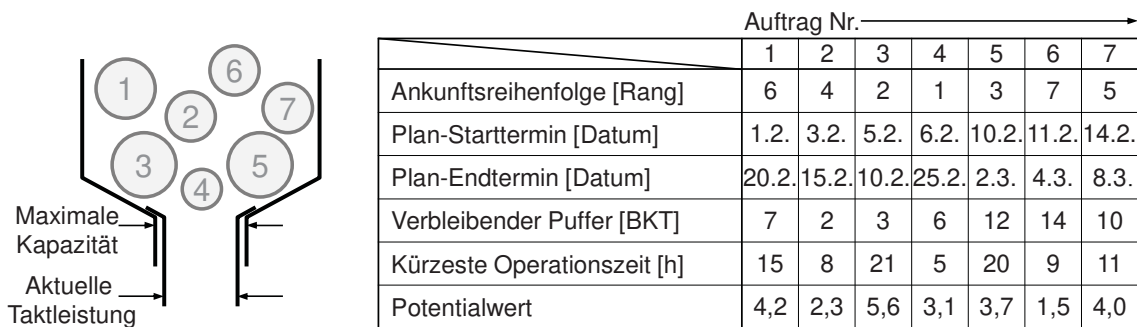 1
6
2
7
3
4
5
Maximale
Kapazität
Aktuelle
Taktleistung
Auftrag Nr.
1 2 3 4 5 6 7
Ankunftsreihenfolge [Rang] 6 4 2 1 3 7 5
Plan-Starttermin [Datum] 1.2. 3.2. 5.2. 6.2. 10.2. 11.2. 14.2.
Plan-Endtermin [Datum] 20.2. 15.2. 10.2. 25.2. 2.3. 4.3. 8.3.
Verbleibender Puffer [BKT] 7 2 3 6 12 14 10
Kürzeste Operationszeit [h] 15 8 21 5 20 9 11
Potentialwert 4,2 2,3 5,6 3,1 3,7 1,5 4,0